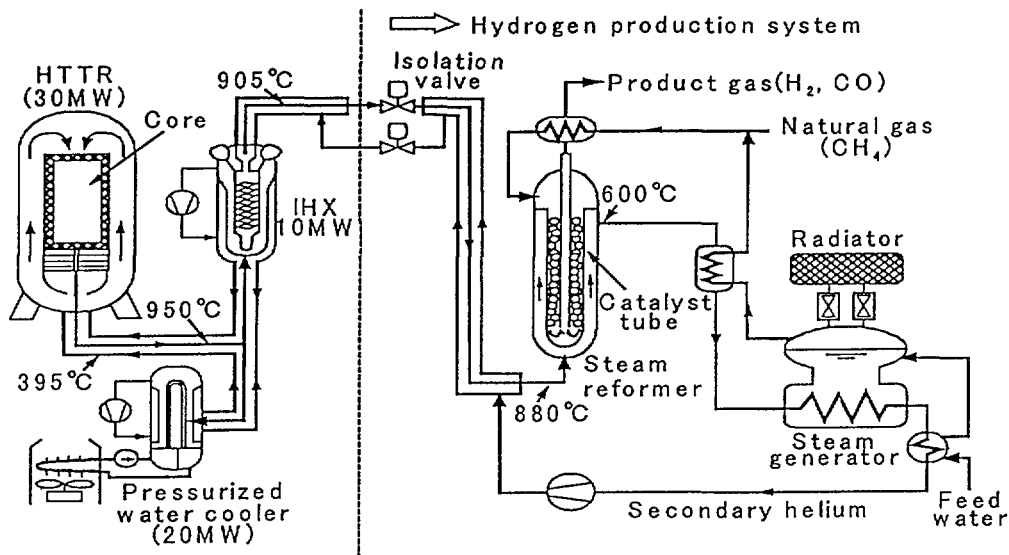 Hydrogen production system
HTTR
(30MW)
Core
905°C
Isolation
valve
Product gas(H₂, CO)
Natural gas
(CH₄)
IHX
10MW
600°C
Radiator
Catalyst
tube
950°C
395°C
Steam
reformer
880°C
Steam
generator
Pressurized
water cooler
(20MW)
Secondary helium
Feed
water